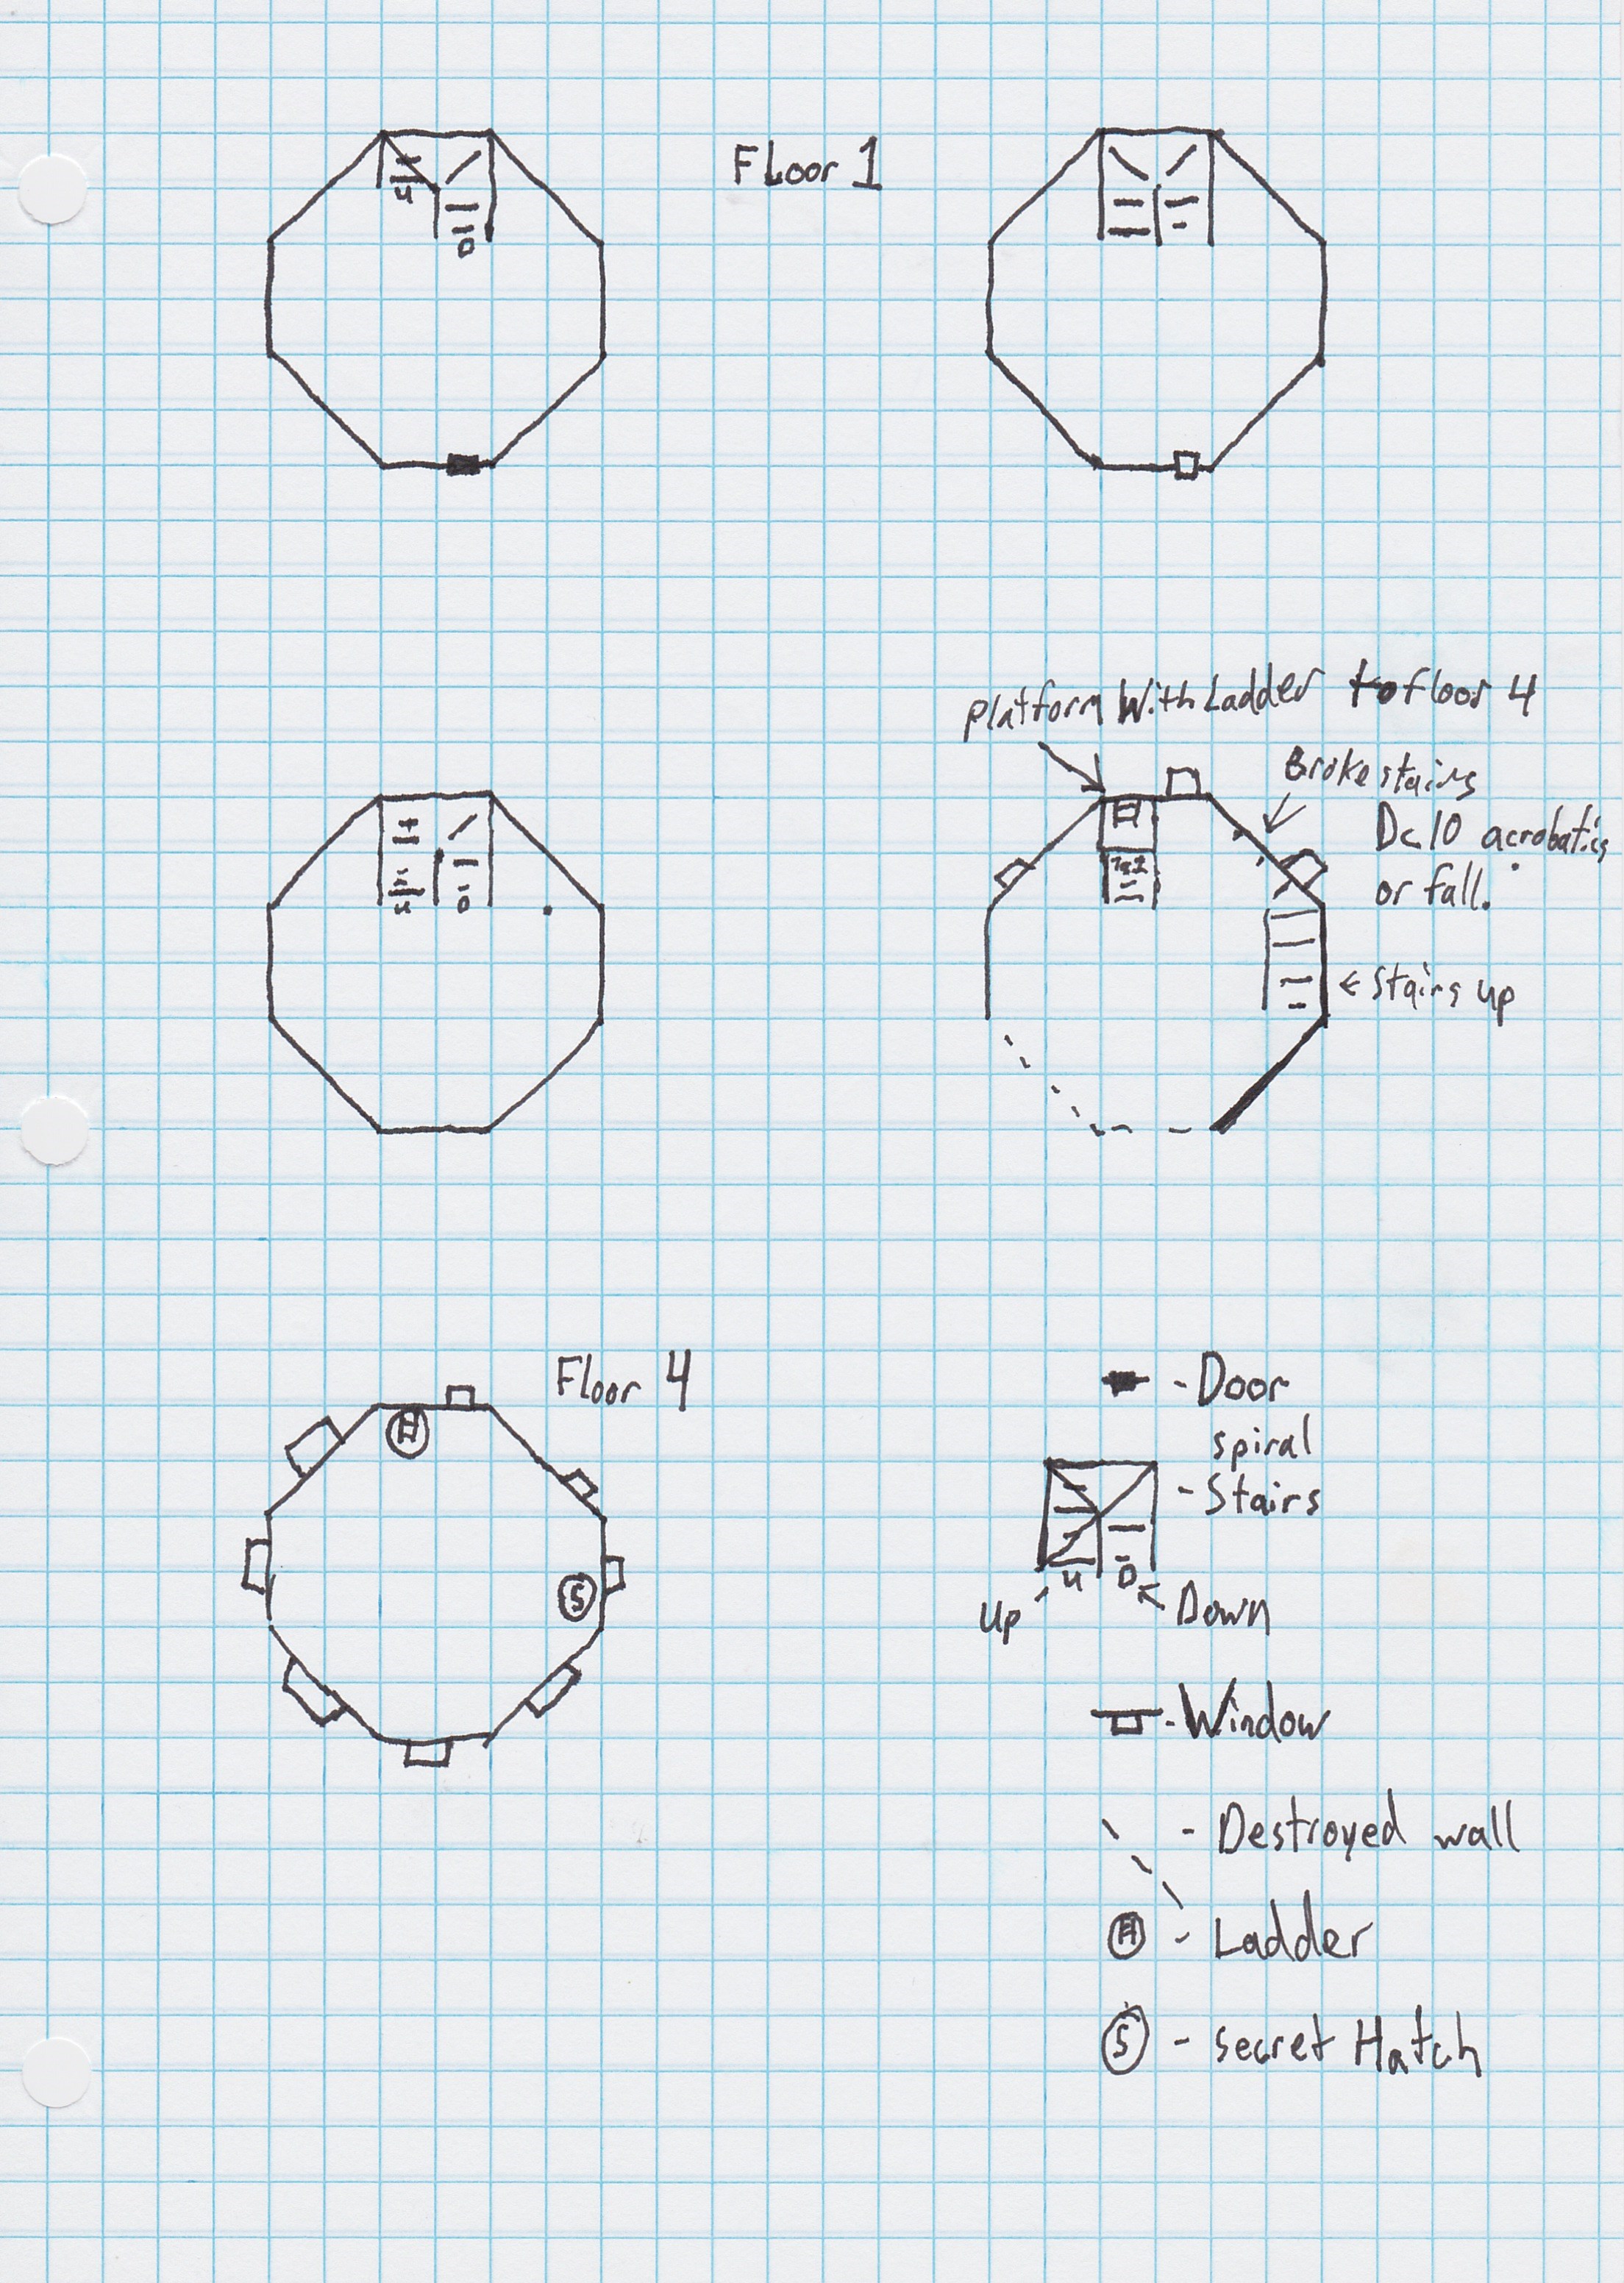 Floor 1
u
D
Platform With Ladder to floor 4
Broke stairs
Dc 10 acrobatics
or fall.
u
D
← Stairs up
Floor 4
H
S
- Door
spiral
- Stairs
u
D
Up
Down
- Window
- Destroyed wall
H - Ladder
S - secret Hatch